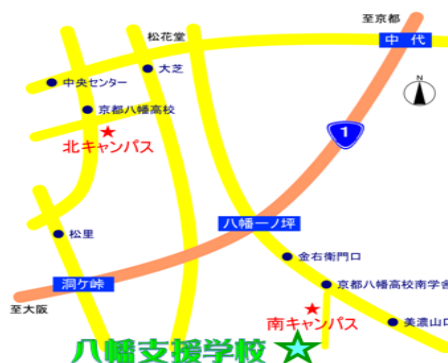 至京都
松花堂
中 代
大芝
中央センター
N
京都八幡高校
1
北キャンパス
八幡一ノ坪
松里
金右衛門口
洞ケ峠
京都八幡高校南学舎
至大阪
南キャンパス
美濃山口
八幡支援学校